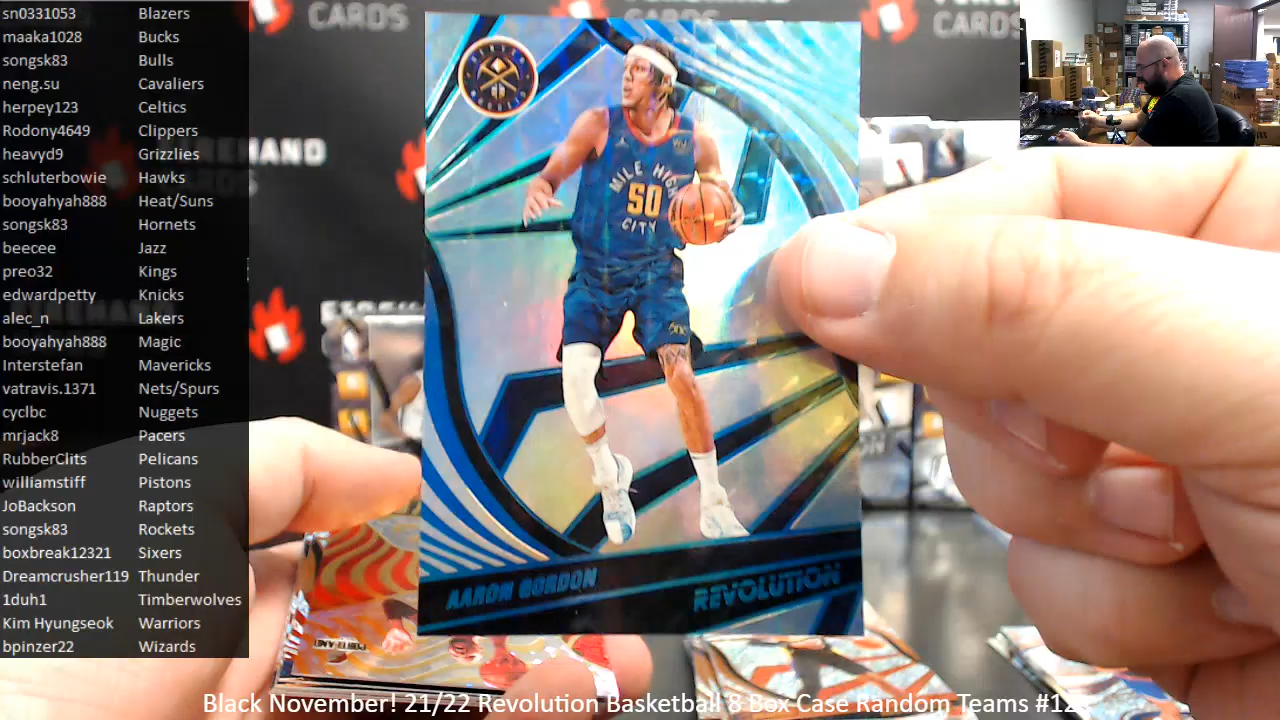 sn0331053 Blazers
maaka1028 Bucks
songsk83 Bulls
neng.su Cavaliers
herpey123 Celtics
Rodony4649 Clippers
heavyd9 Grizzlies
schluterbowie Hawks
booyahyah888 Heat/Suns
songsk83 Hornets
beecee Jazz
preo32 Kings
edwardpetty Knicks
alec_n Lakers
booyahyah888 Magic
Interstefan Mavericks
vatravis.1371 Nets/Spurs
cyclbc Nuggets
mrjack8 Pacers
RubberClits Pelicans
williamstiff Pistons
JoBackson Raptors
songsk83 Rockets
boxbreak12321 Sixers
Dreamcrusher119 Thunder
1duh1 Timberwolves
Kim Hyungseok Warriors
bpinzer22 Wizards
CARDS
CARDS
MILE HIGH
50
CITY
AARON GORDON
REVOLUTION
PORTLAND
Black November! 21/22 Revolution Basketball 8 Box Case Random Teams